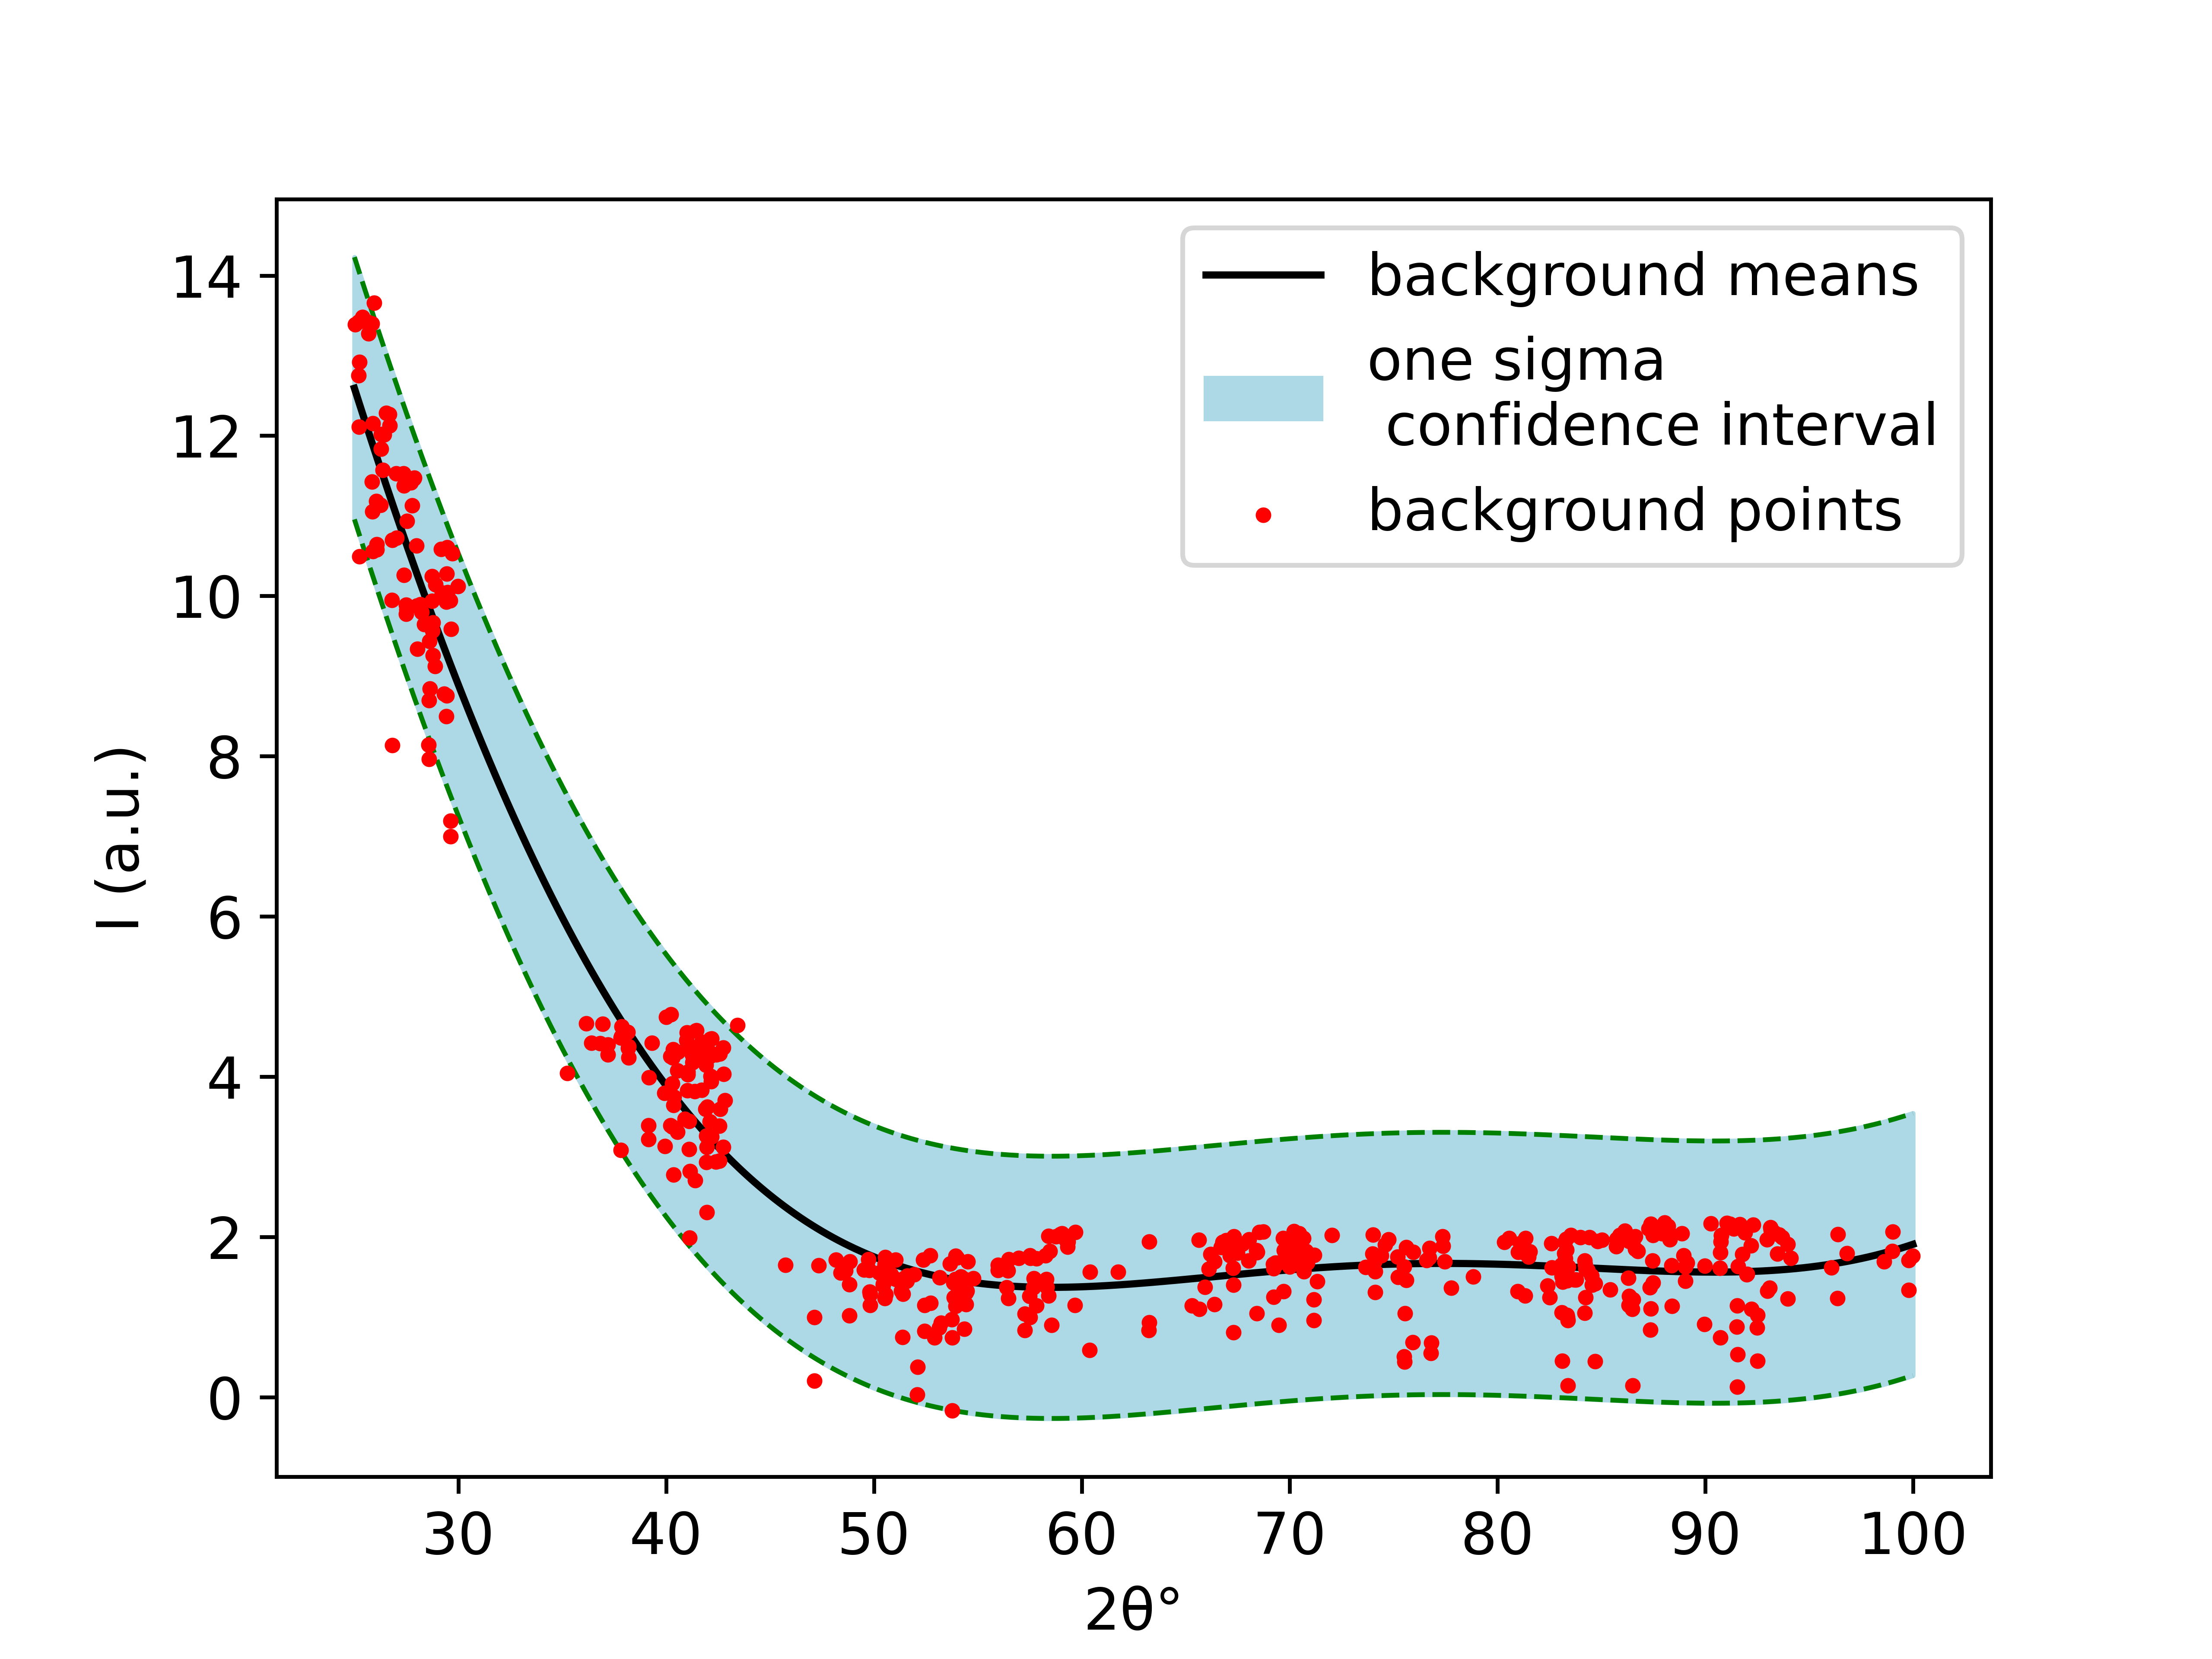 background means
one sigma
confidence interval
background points
14
12
10
8
6
4
2
0
I (a.u.)
30 40 50 60 70 80 90 100
2θ°